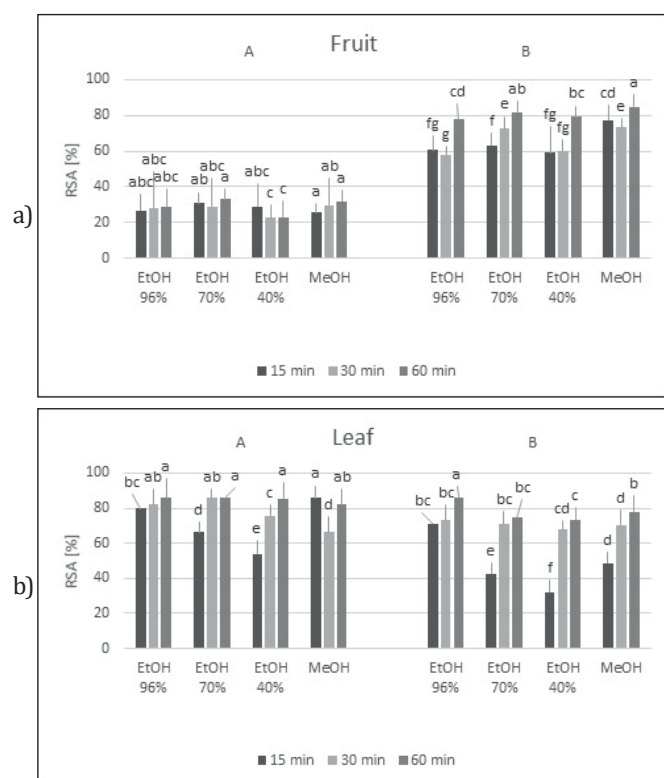 a)
Fruit
A B
RSA [%]
100
80
60
40
20
0
abc abc abc ab abc a abc c c a ab a
fg g cd f e ab fg fg bc cd e a
EtOH 96% EtOH 70% EtOH 40% MeOH EtOH 96% EtOH 70% EtOH 40% MeOH
15 min 30 min 60 min
b)
Leaf
A B
RSA [%]
100
80
60
40
20
0
bc ab a d ab a e c a a d ab
bc bc a e bc bc f cd c d d b
EtOH 96% EtOH 70% EtOH 40% MeOH EtOH 96% EtOH 70% EtOH 40% MeOH
15 min 30 min 60 min